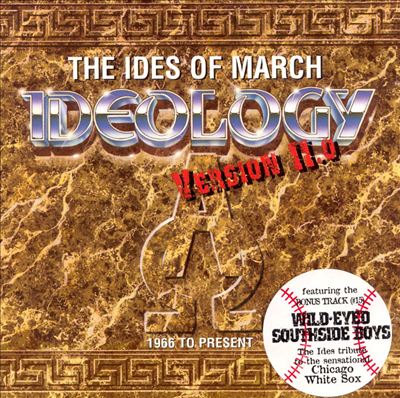 THE IDES OF MARCH
IDEOLOGY
VERSION II.0
1966 TO PRESENT
featuring the
BONUS TRACK (#15)
WILD-EYED
SOUTHSIDE BOYS
The Ides tribute
to the sensational
Chicago
White Sox